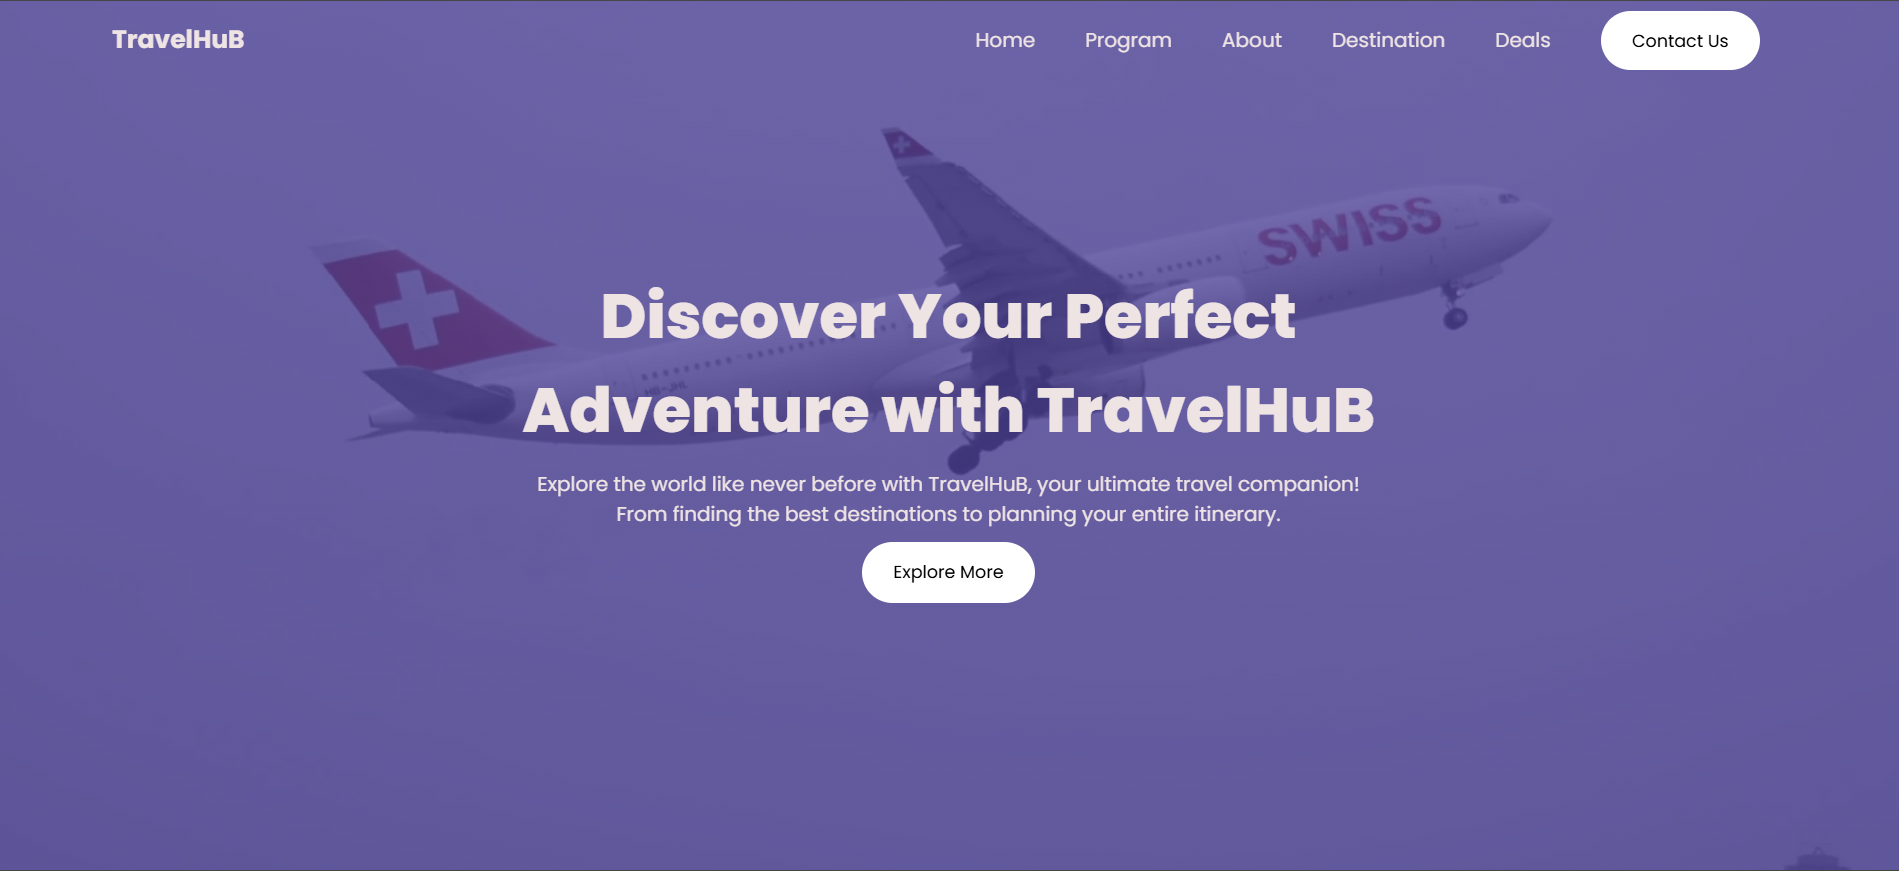 TravelHuB
Home
Program
About
Destination
Deals
Contact Us
SWISS
Discover Your Perfect
HB-JHL
Adventure with TravelHuB
Explore the world like never before with TravelHuB, your ultimate travel companion!
From finding the best destinations to planning your entire itinerary.
Explore More